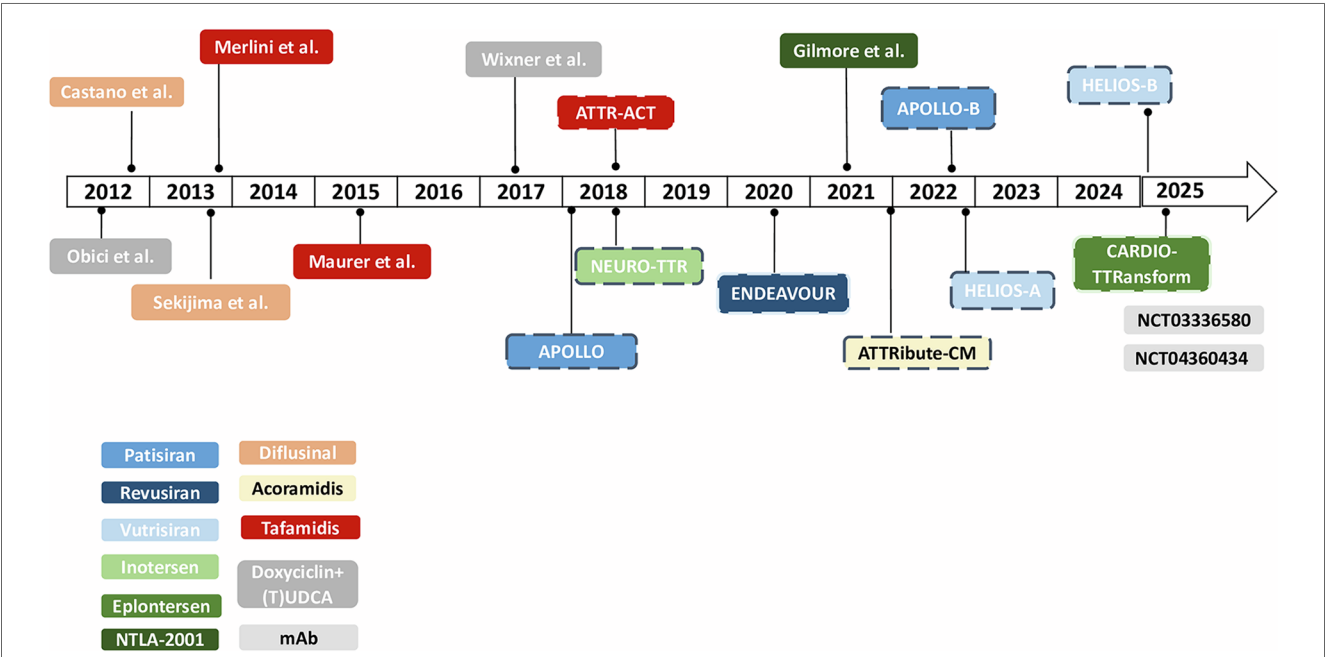 Merlini et al.
Gilmore et al.
Wixner et al.
Castano et al.
HELIOS-B
ATTR-ACT
APOLLO-B
2012 2013 2014 2015 2016 2017 2018 2019 2020 2021 2022 2023 2024 2025
Obici et al.
Maurer et al.
NEURO-TTR
CARDIO-
TTRansform
Sekijima et al.
ENDEAVOUR
HELIOS-A
NCT03336580
APOLLO
ATTRibute-CM
NCT04360434
Patisiran
Diflusinal
Revusiran
Acoramidis
Vutrisiran
Tafamidis
Inotersen
Doxyciclin+
(T)UDCA
Eplontersen
NTLA-2001
mAb